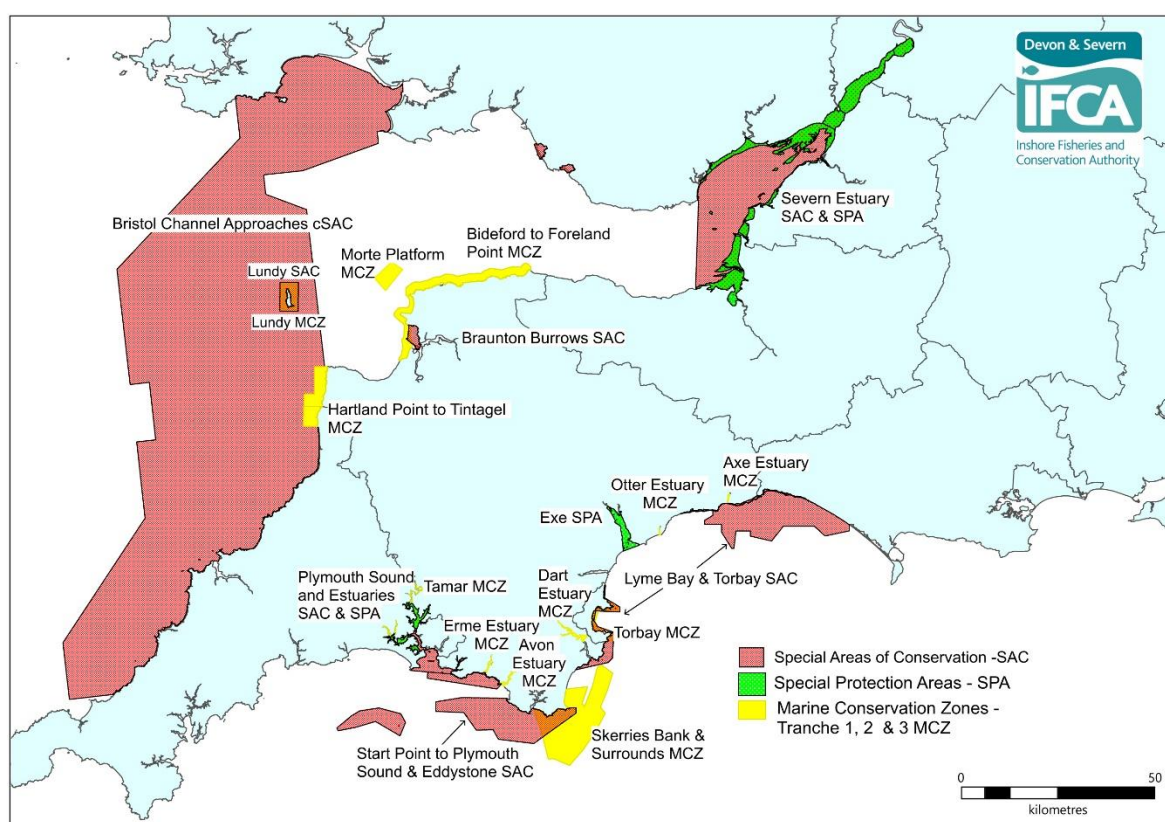 Devon & Severn
IFCA
Inshore Fisheries and
Conservation Authority
Severn Estuary
SAC & SPA
Bristol Channel Approaches cSAC
Bideford to Foreland
Point MCZ
Morte Platform
MCZ
Lundy SAC
Lundy MCZ
Braunton Burrows SAC
Hartland Point to Tintagel
MCZ
Axe Estuary
MCZ
Otter Estuary
MCZ
Exe SPA
Lyme Bay & Torbay SAC
Plymouth Sound
and Estuaries
SAC & SPA
Tamar MCZ
Dart
Estuary
MCZ
Erme Estuary
MCZ
Avon
Estuary
MCZ
Torbay MCZ
Start Point to Plymouth
Sound & Eddystone SAC
Skerries Bank &
Surrounds MCZ
Special Areas of Conservation -SAC
Special Protection Areas - SPA
Marine Conservation Zones -
Tranche 1, 2 & 3 MCZ
0 50
kilometres